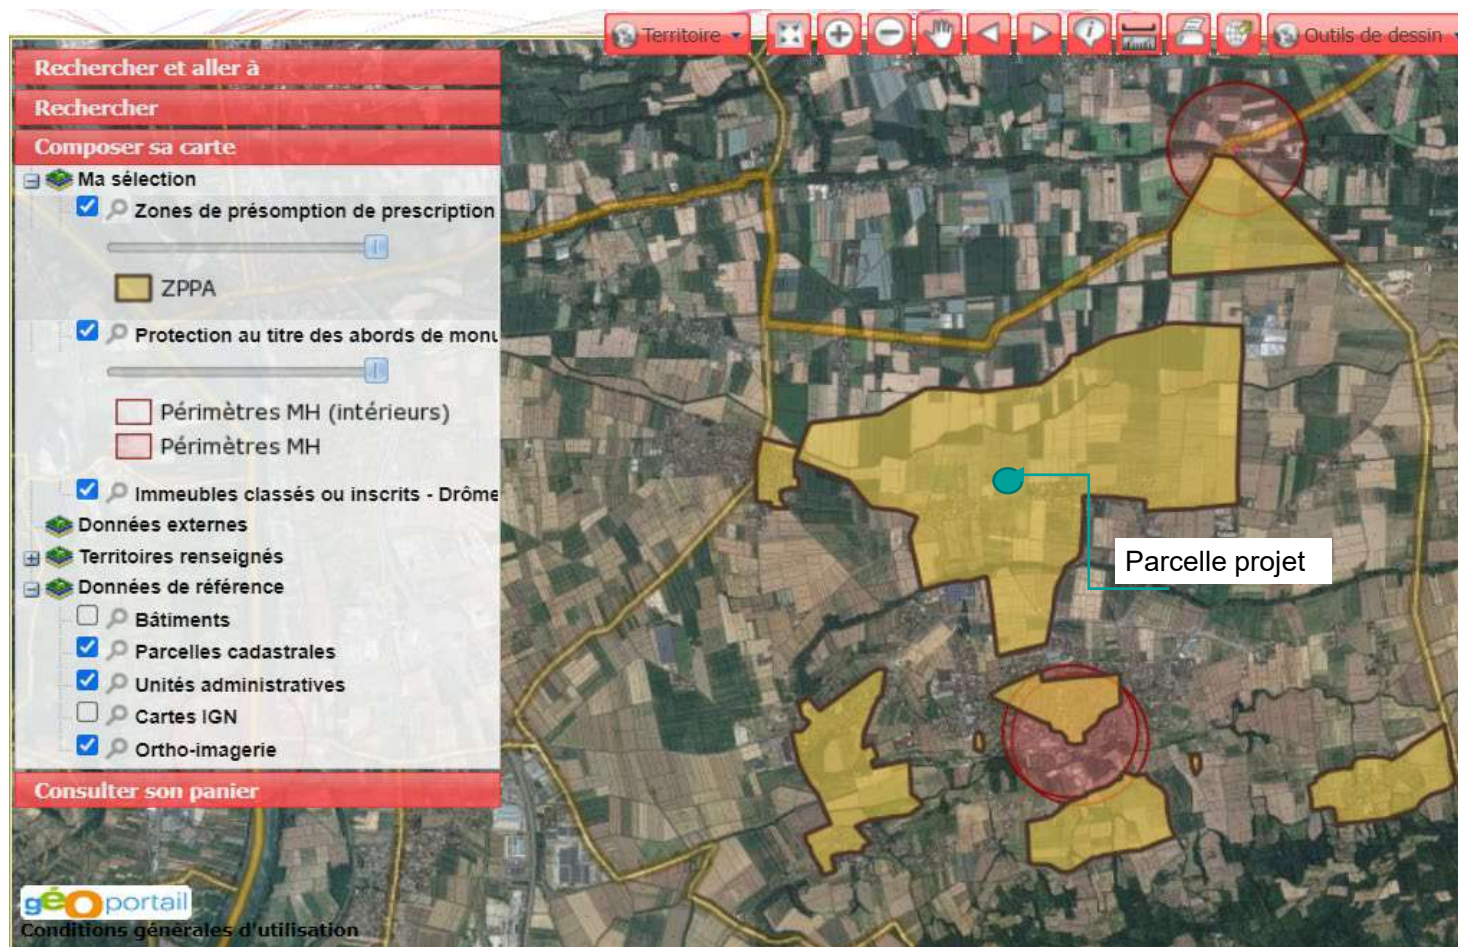 Territoire
Outils de dessin
Rechercher et aller à
Rechercher
Composer sa carte
Ma sélection
Zones de présomption de prescription
ZPPA
Protection au titre des abords de monu
Périmètres MH (intérieurs)
Périmètres MH
Immeubles classés ou inscrits - Drôme
Données externes
Territoires renseignés
Données de référence
Bâtiments
Parcelles cadastrales
Unités administratives
Cartes IGN
Ortho-imagerie
Consulter son panier
Parcelle projet
géoportail
Conditions générales d'utilisation